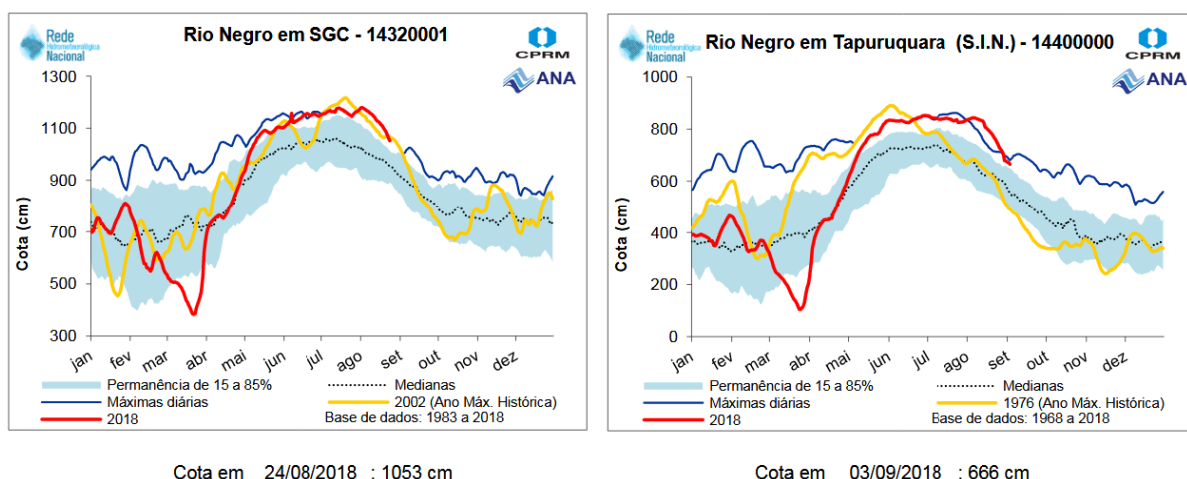 Rede
Hidrometeorológica
Nacional
Rio Negro em SGC - 14320001
CPRM
ANA
Cota (cm)
1300
1100
900
700
500
300
jan
fev
mar
abr
mai
jun
jul
ago
set
out
nov
dez
Permanência de 15 a 85%
Medianas
Máximas diárias
2002 (Ano Máx. Histórica)
2018
Base de dados: 1983 a 2018
Cota em 24/08/2018 : 1053 cm
Rede
Hidrometeorológica
Nacional
Rio Negro em Tapuruquara (S.I.N.) - 14400000
CPRM
ANA
Cota (cm)
1000
800
600
400
200
0
jan
fev
mar
abr
mai
jun
jul
ago
set
out
nov
dez
Permanência de 15 a 85%
Medianas
Máximas diárias
1976 (Ano Máx. Histórica)
2018
Base de dados: 1968 a 2018
Cota em 03/09/2018 : 666 cm